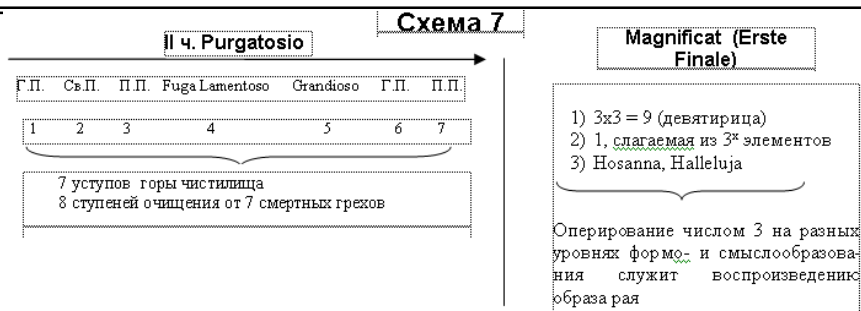 Схема 7
II ч. Purgatosio
Г.П. Св.П. П.П. Fuga Lamentoso Grandioso Г.П. П.П.
1 2 3 4 5 6 7
7 уступов горы чистилища
8 ступеней очищения от 7 смертных грехов
Magnificat (Erste
Finale)
1) 3х3 = 9 (девятирица)
2) 1, слагаемая из 3ˣ элементов
3) Hosanna, Halleluja
Оперирование числом 3 на разных
уровнях формо- и смыслообразова-
ния служит воспроизведению
образа рая